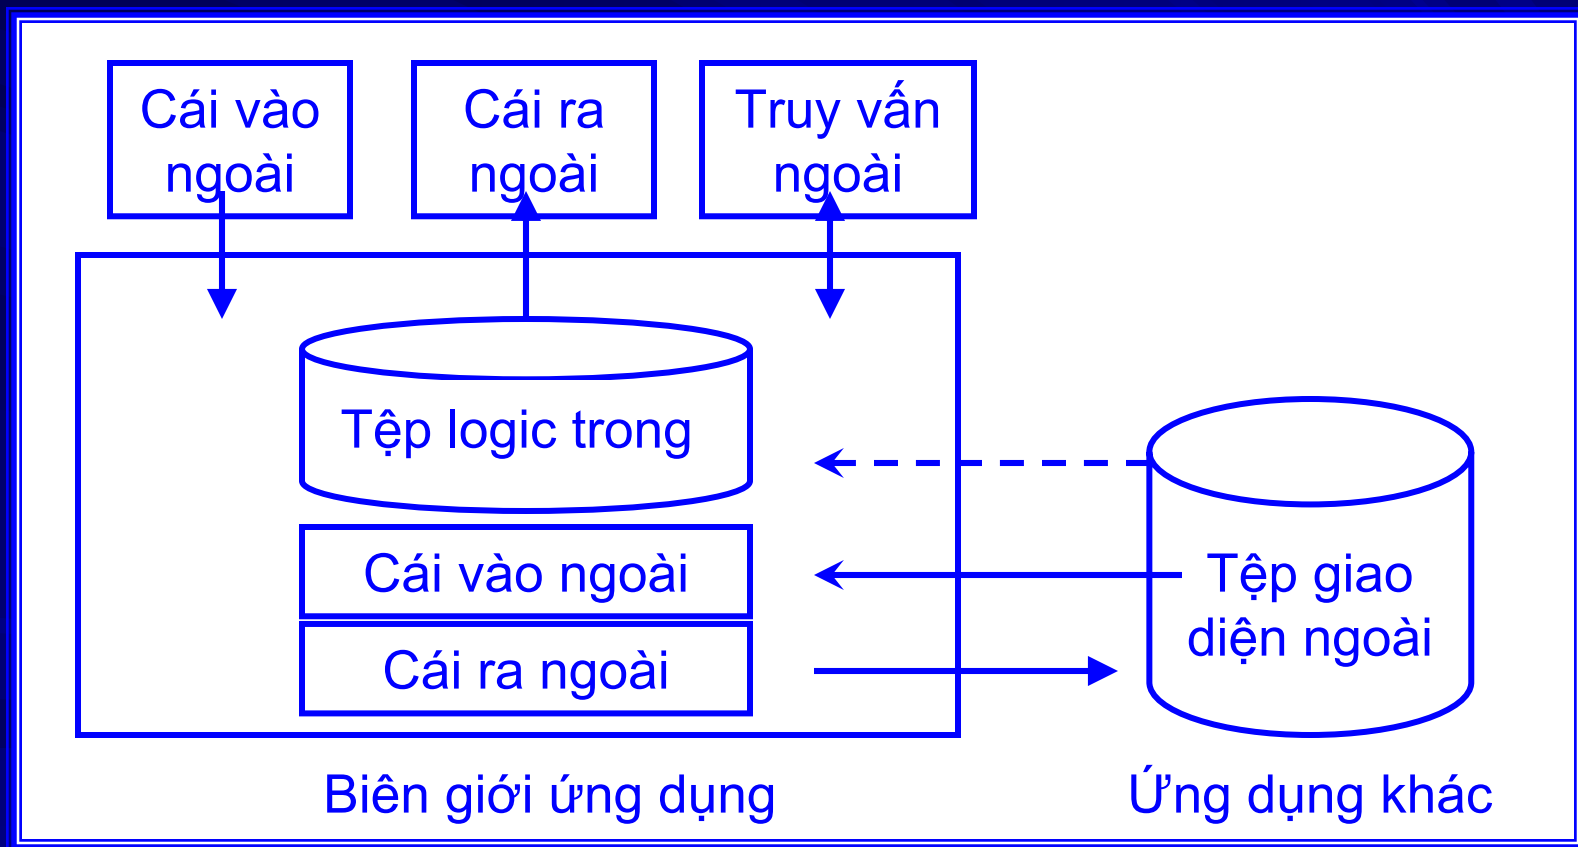 Cái vào
ngoài
Cái ra
ngoài
Truy vấn
ngoài
Tệp logic trong
Cái vào ngoài
Cái ra ngoài
Tệp giao
diện ngoài
Biên giới ứng dụng
Ứng dụng khác